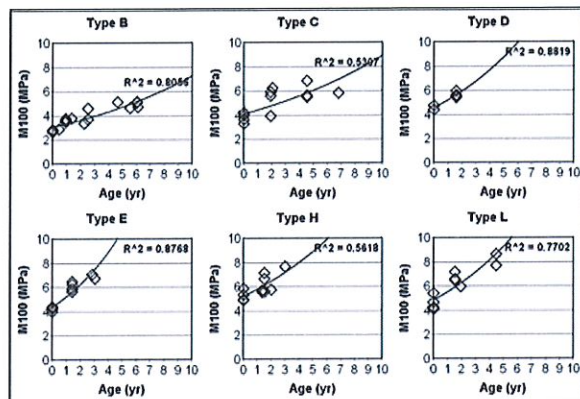 Type B
Type C
Type D
M100 (MPa)
10
8
6
4
2
0
R^2 = 0.8056
0 1 2 3 4 5 6 7 8 9 10
Age (yr)
M100 (MPa)
10
8
6
4
2
0
R^2 = 0.5307
0 1 2 3 4 5 6 7 8 9 10
Age (yr)
M100 (MPa)
10
8
6
4
2
0
R^2 = 0.8819
0 1 2 3 4 5 6 7 8 9 10
Age (yr)
Type E
Type H
Type L
M100 (MPa)
10
8
6
4
2
0
R^2 = 0.8768
0 1 2 3 4 5 6 7 8 9 10
Age (yr)
M100 (MPa)
10
8
6
4
2
0
R^2 = 0.5618
0 1 2 3 4 5 6 7 8 9 10
Age (yr)
M100 (MPa)
10
8
6
4
2
0
R^2 = 0.7702
0 1 2 3 4 5 6 7 8 9 10
Age (yr)